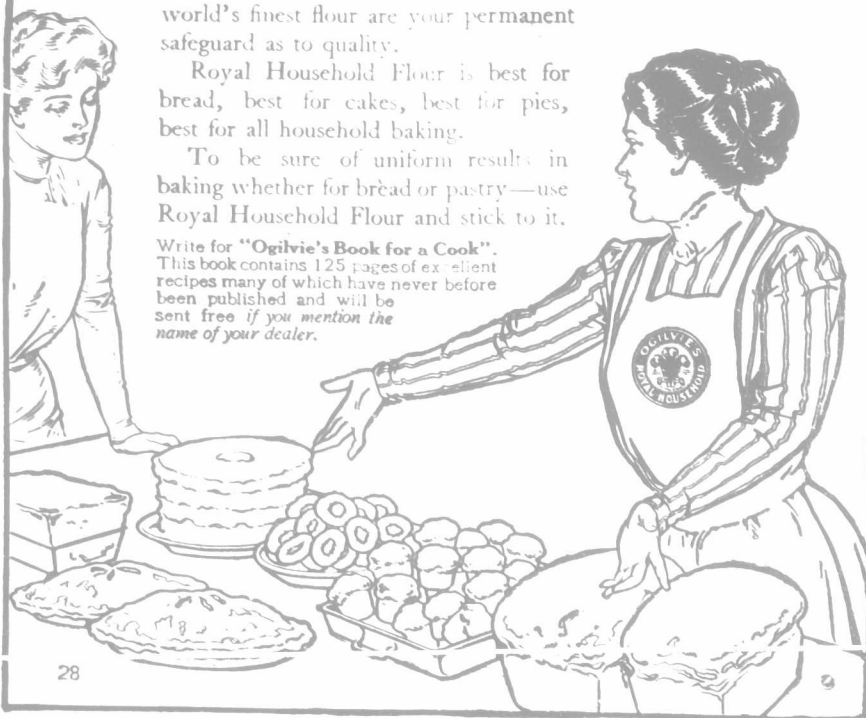 world's finest flour are your permanent
safeguard as to quality.
Royal Household Flour is best for
bread, best for cakes, best for pies,
best for all household baking.
To be sure of uniform results in
baking whether for bread or pastry—use
Royal Household Flour and stick to it.
Write for "Ogilvie's Book for a Cook".
This book contains 125 pages of excellent
recipes many of which have never before
been published and will be
sent free if you mention the
name of your dealer.
OGILVIE'S
ROYAL HOUSEHOLD
28